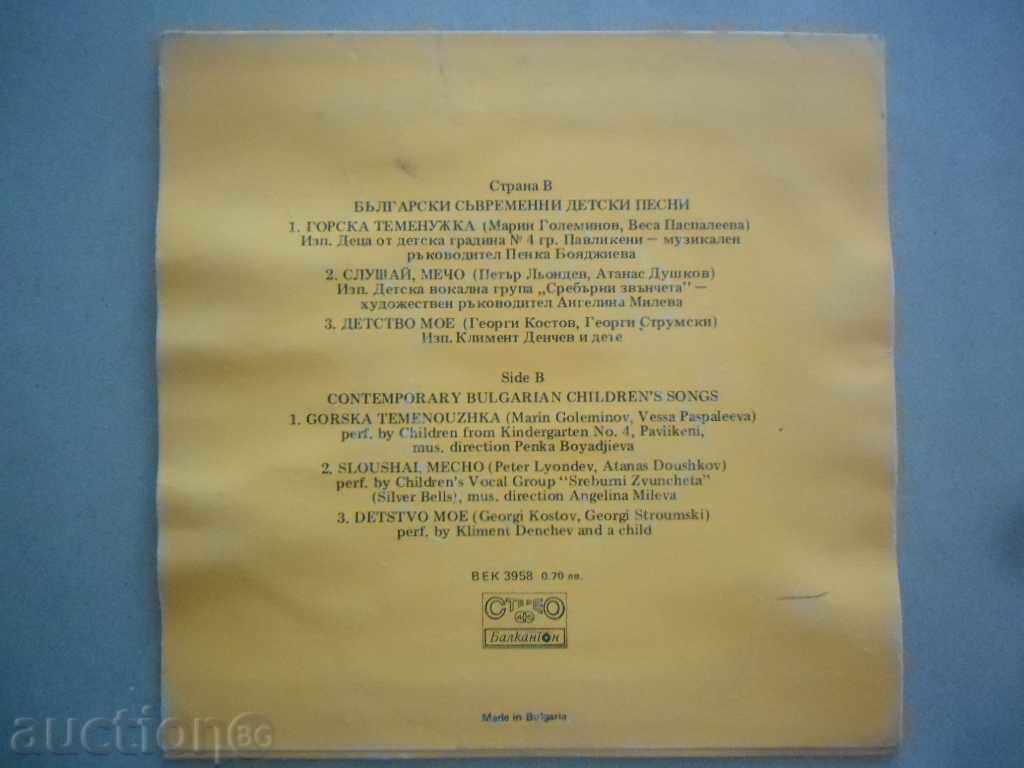 Страна В
БЪЛГАРСКИ СЪВРЕМЕННИ ДЕТСКИ ПЕСНИ
1. ГОРСКА ТЕМЕНУЖКА (Марин Големинов, Веса Паспалеева)
Изп. Деца от детска градина № 4 гр. Павликени — музикален
ръководител Пенка Бояджиева
2. СЛУШАЙ, МЕЧО (Петър Льондев, Атанас Душков)
Изп. Детска вокална група „Сребърни звънчета" —
художествен ръководител Ангелина Милева
3. ДЕТСТВО МОЕ (Георги Костов, Георги Струмски)
Изп. Климент Денчев и дете
Side B
CONTEMPORARY BULGARIAN CHILDREN'S SONGS
1. GORSKA TEMENOUZHKA (Marin Goleminov, Vessa Paspaleeva)
perf. by Children from Kindergarten No. 4, Pavlikeni,
mus. direction Penka Boyadjieva
2. SLOUSHAI, MECHO (Peter Lyondev, Atanas Doushkov)
perf. by Children's Vocal Group "Sreburni Zvuncheta"
(Silver Bells), mus. direction Angelina Mileva
3. DETSTVO MOE (Georgi Kostov, Georgi Stroumski)
perf. by Kliment Denchev and a child
ВЕК 3958 0.70 лв.
СТЕРЕО
Балкантон
Made in Bulgaria
auction BG